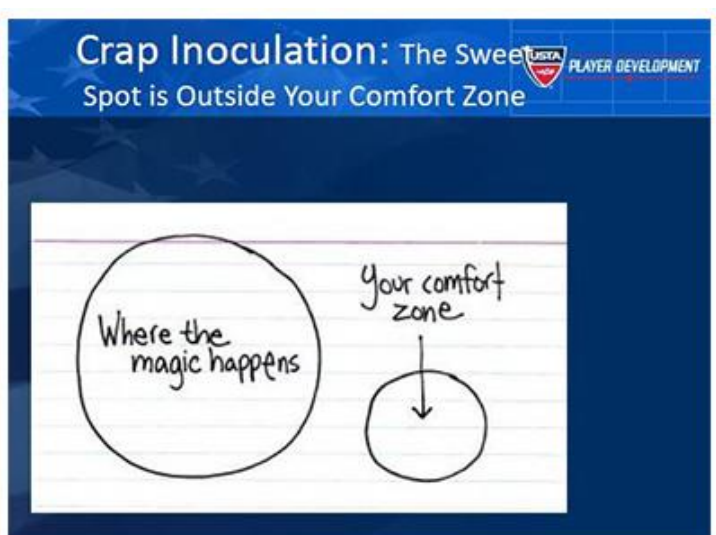 Crap Inoculation: The Sweet
Spot is Outside Your Comfort Zone
USTA
PLAYER DEVELOPMENT
Where the
magic happens
Your comfort
zone